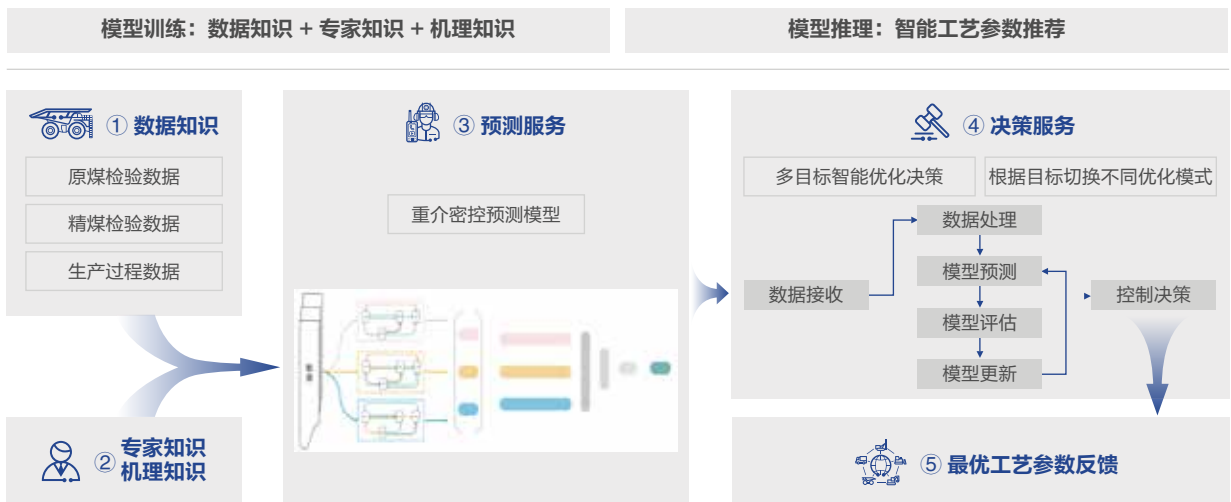 模型训练：数据知识 + 专家知识 + 机理知识
模型推理：智能工艺参数推荐
① 数据知识
原煤检验数据
精煤检验数据
生产过程数据
② 专家知识
机理知识
③ 预测服务
重介密控预测模型
④ 决策服务
多目标智能优化决策
根据目标切换不同优化模式
数据接收
数据处理
模型预测
模型评估
模型更新
控制决策
⑤ 最优工艺参数反馈